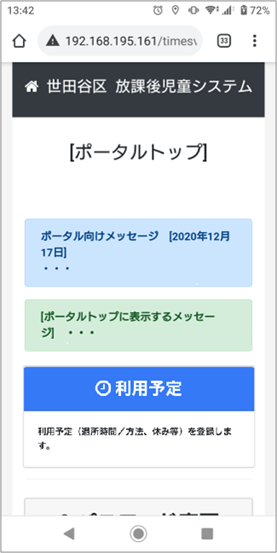 13:42
72%
192.168.195.161/timesv
33
世田谷区 放課後児童システム
[ポータルトップ]
ポータル向けメッセージ [2020年12月
17日]
・・・
[ポータルトップに表示するメッセー
ジ] ・・・
利用予定
利用予定（退所時間／方法、休み等）を登録しま
す。